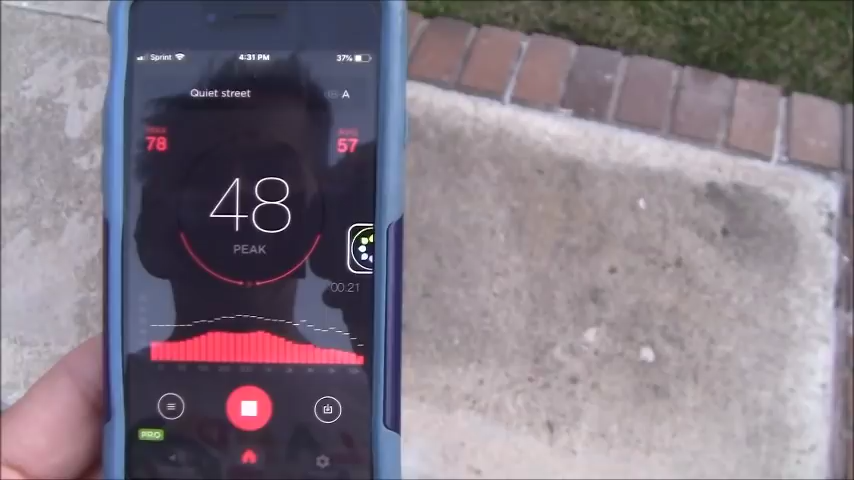 Sprint 4:31 PM 37%
Quiet street
A
78
57
48
PEAK
00:21
PRO